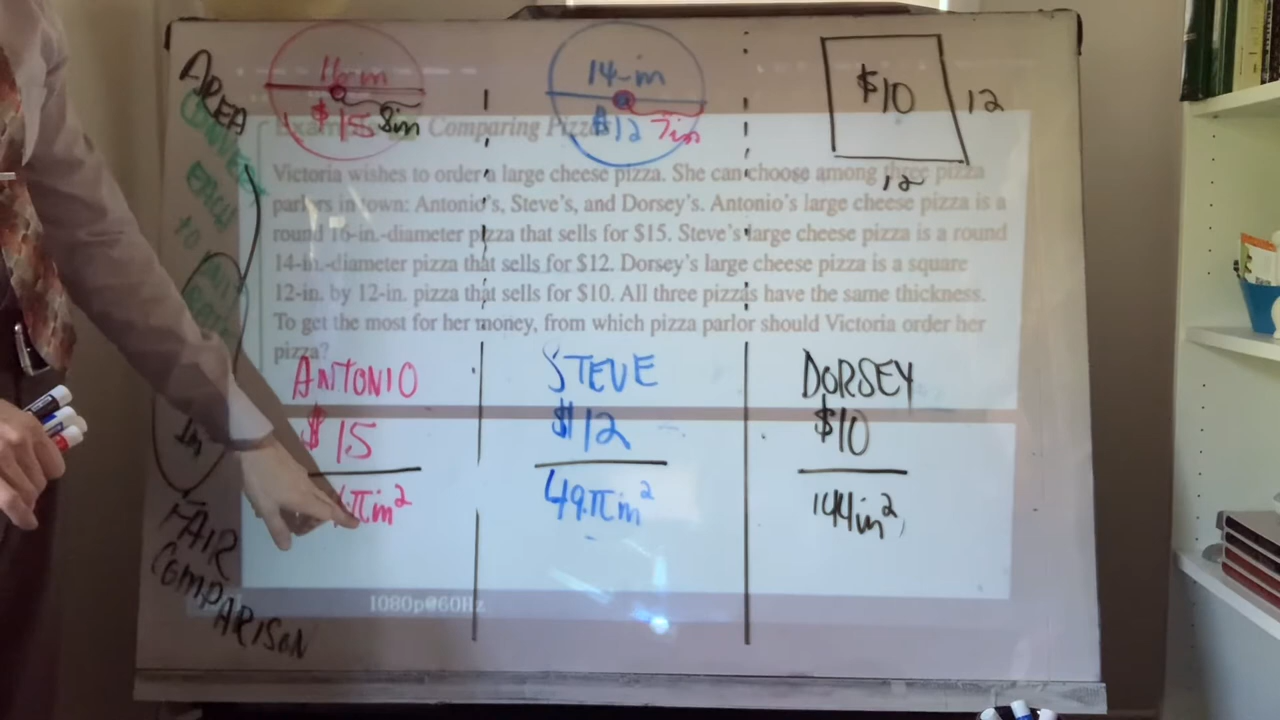 AREA
16-in
$15 8in
14-in
$12 7in
$10
12
12
Comparing
Victoria wishes to order a large cheese pizza. She can choose among three pizza
parlors in town: Antonio's, Steve's, and Dorsey's. Antonio's large cheese pizza is a
round 16-in.-diameter pizza that sells for $15. Steve's large cheese pizza is a round
14-in.-diameter pizza that sells for $12. Dorsey's large cheese pizza is a square
12-in. by 12-in. pizza that sells for $10. All three pizzas have the same thickness.
To get the most for her money, from which pizza parlor should Victoria order her
pizza?
EACH
TO
In
FAIR
COMPARISON
ANTONIO
$15
πin²
STEVE
$12
49πin²
DORSEY
$10
144in²
1080p@60Hz